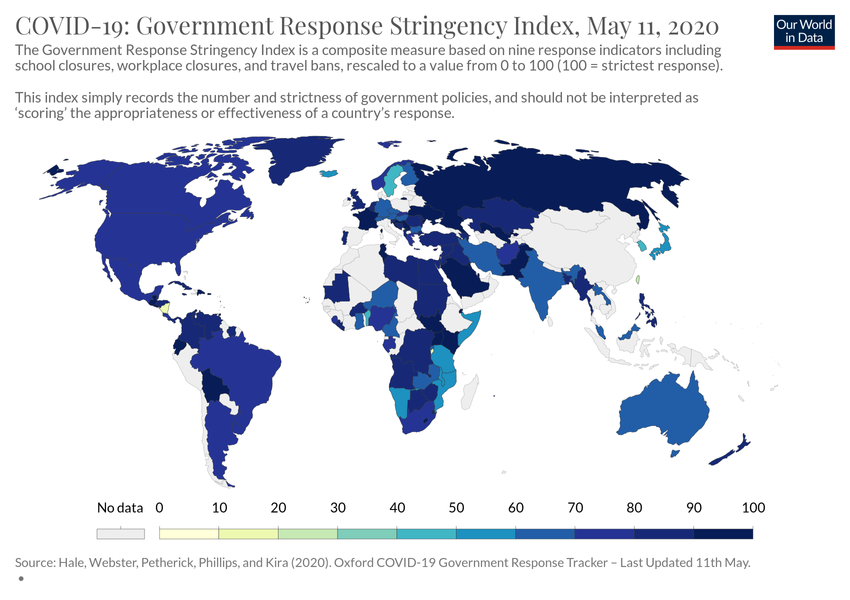 COVID-19: Government Response Stringency Index, May 11, 2020
Our World
in Data
The Government Response Stringency Index is a composite measure based on nine response indicators including
school closures, workplace closures, and travel bans, rescaled to a value from 0 to 100 (100 = strictest response).
This index simply records the number and strictness of government policies, and should not be interpreted as
‘scoring’ the appropriateness or effectiveness of a country’s response.
No data 0 10 20 30 40 50 60 70 80 90 100
Source: Hale, Webster, Petherick, Phillips, and Kira (2020). Oxford COVID-19 Government Response Tracker – Last Updated 11th May.
•